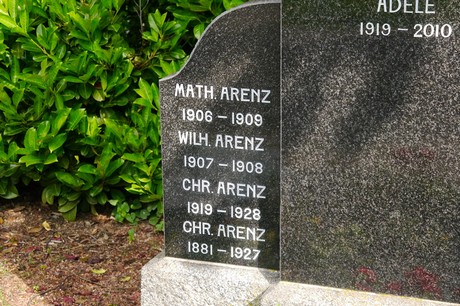 ADELE
1919 – 2010
MATH. ARENZ
1906 – 1909
WILH. ARENZ
1907 – 1908
CHR. ARENZ
1919 – 1928
CHR. ARENZ
1881 – 1927